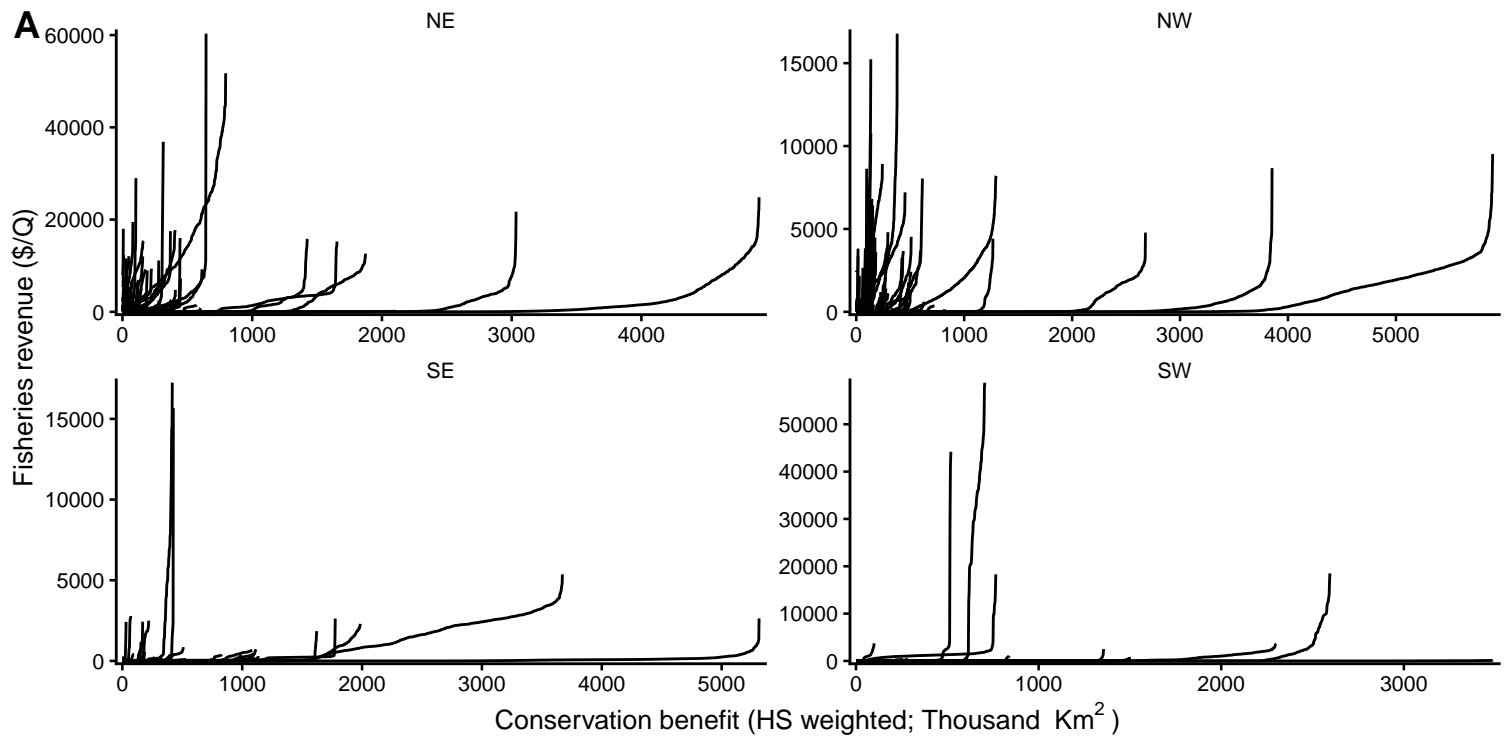 A
NE
NW
60000
40000
20000
0
0 1000 2000 3000 4000
15000
10000
5000
0
0 1000 2000 3000 4000 5000
SE
SW
15000
10000
5000
0
0 1000 2000 3000 4000 5000
50000
40000
30000
20000
10000
0
0 1000 2000 3000
Fisheries revenue ($/Q)
Conservation benefit (HS weighted; Thousand Km²)